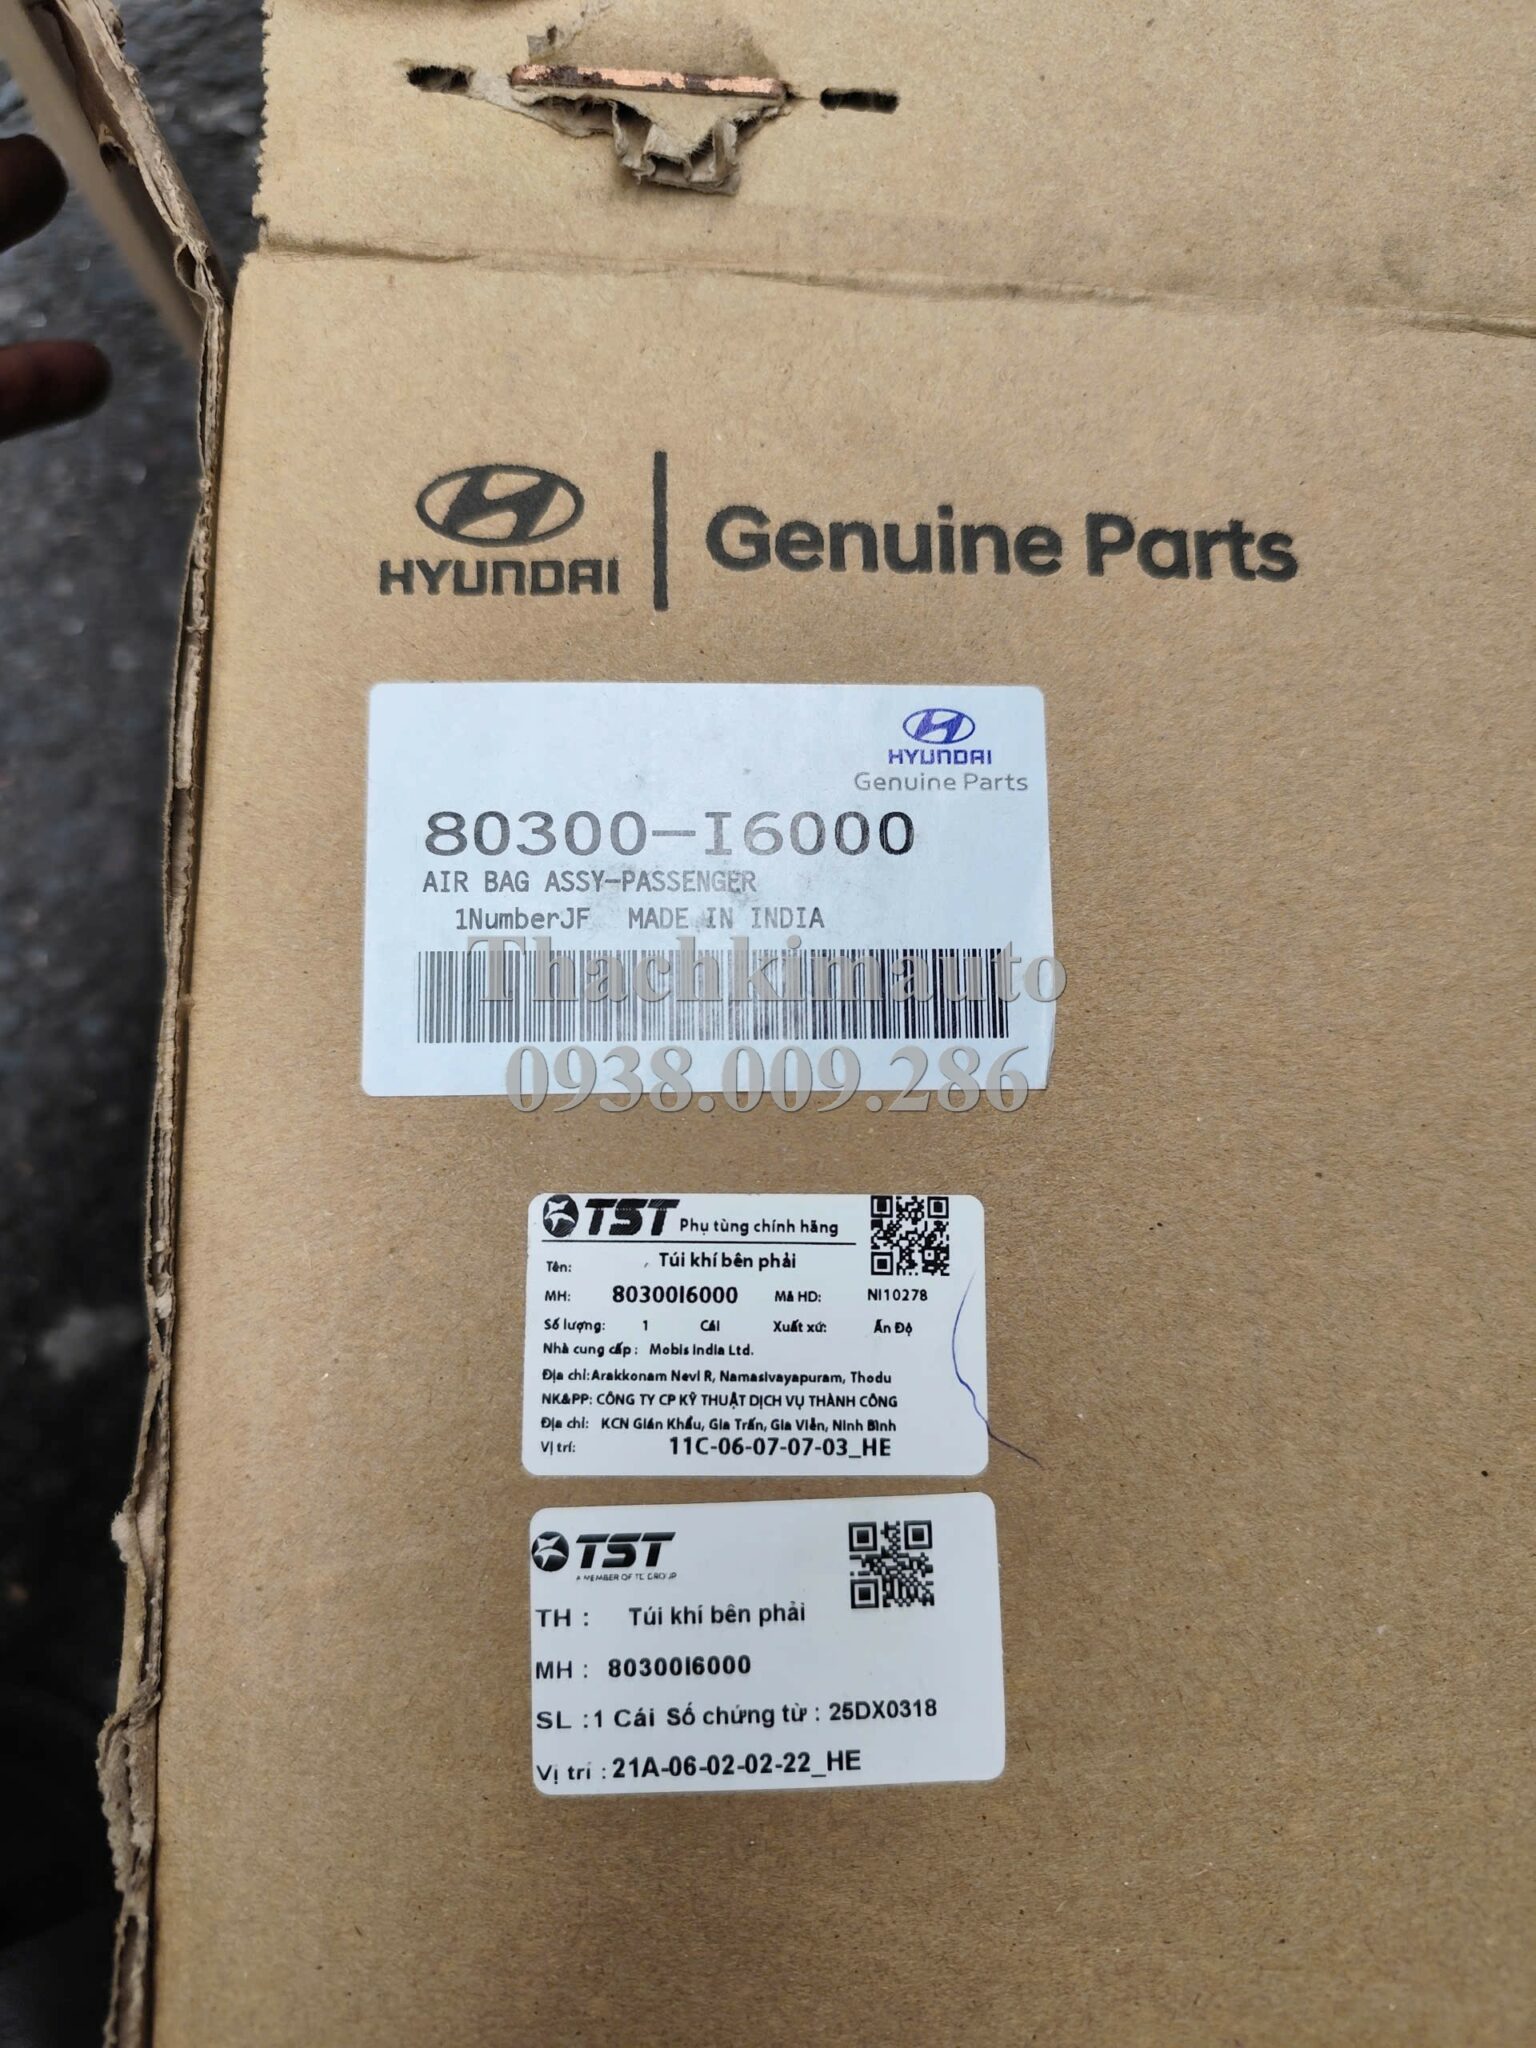 HYUNDAI | Genuine Parts
HYUNDAI
Genuine Parts
80300-I6000
AIR BAG ASSY-PASSENGER
1NumberJF MADE IN INDIA
Thachkimauto
0938.009.286
TST Phụ tùng chính hãng
Tên: Túi khí bên phải
MH: 80300I6000 Mã HD: NI10278
Số lượng: 1 Cái Xuất xứ: Ấn Độ
Nhà cung cấp: Mobis India Ltd.
Địa chỉ:Arakkonam Nevl R, Namasivayapuram, Thodu
NK&PP: CÔNG TY CP KỸ THUẬT DỊCH VỤ THÀNH CÔNG
Địa chỉ: KCN Gián Khẩu, Gia Trấn, Gia Viễn, Ninh Bình
Vị trí: 11C-06-07-07-03_HE
TST
A MEMBER OF TC GROUP
TH : Túi khí bên phải
MH : 80300I6000
SL :1 Cái Số chứng từ : 25DX0318
Vị trí : 21A-06-02-02-22_HE